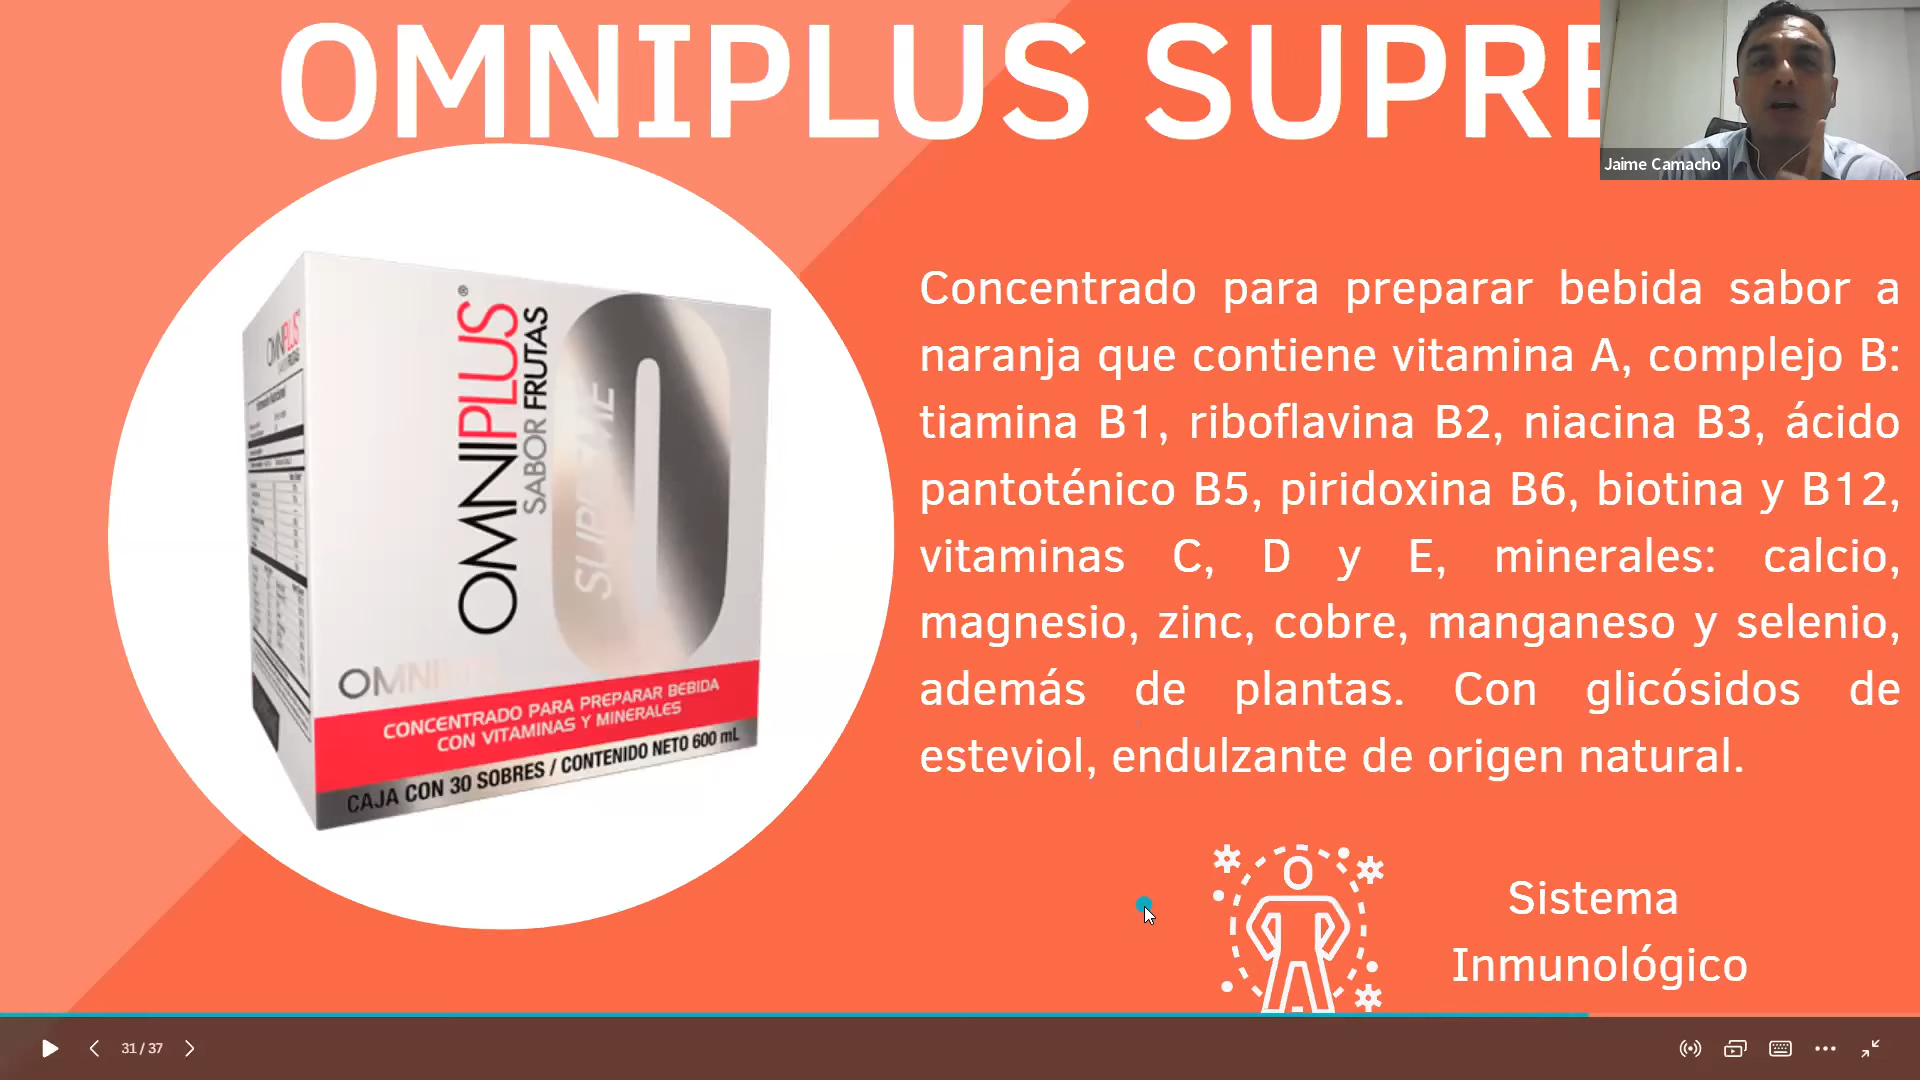 OMNIPLUS SUPRE
Jaime Camacho
OMNIPLUS®
SABOR FRUTAS
SUPREME
OMNIPLUS
CONCENTRADO PARA PREPARAR BEBIDA
CON VITAMINAS Y MINERALES
CAJA CON 30 SOBRES / CONTENIDO NETO 600 mL
Concentrado para preparar bebida sabor a
naranja que contiene vitamina A, complejo B:
tiamina B1, riboflavina B2, niacina B3, ácido
pantoténico B5, piridoxina B6, biotina y B12,
vitaminas C, D y E, minerales: calcio,
magnesio, zinc, cobre, manganeso y selenio,
además de plantas. Con glicósidos de
esteviol, endulzante de origen natural.
Sistema
Inmunológico
31 / 37